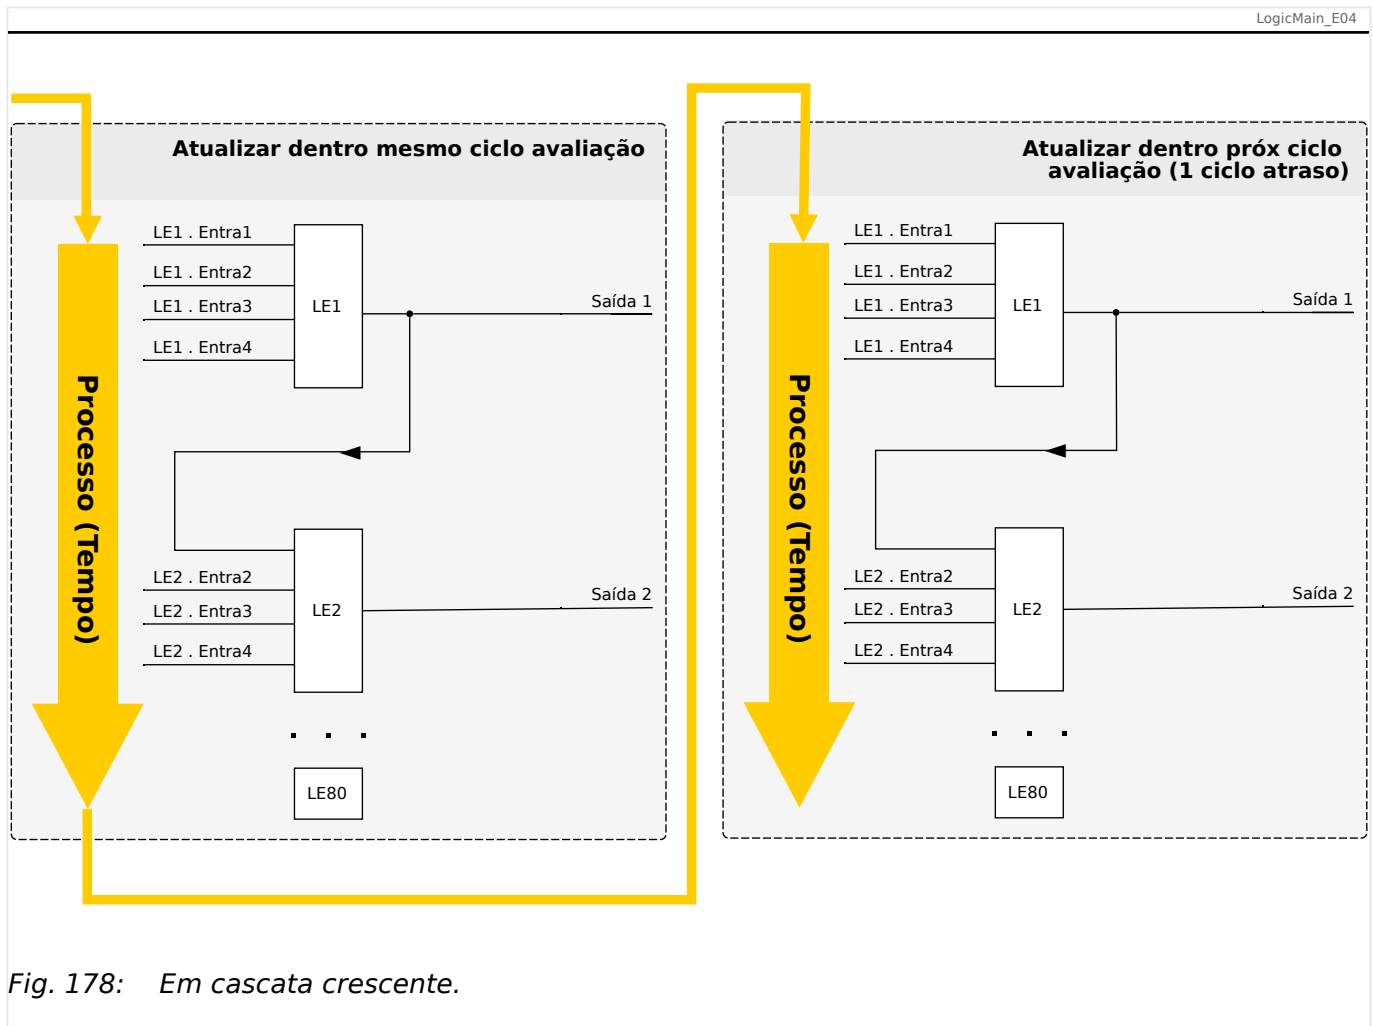 LogicMain_E04
Atualizar dentro mesmo ciclo avaliação
LE1 . Entra1
LE1 . Entra2
LE1 . Entra3
LE1 . Entra4
LE1
Saída 1
Processo (Tempo)
LE2 . Entra2
LE2 . Entra3
LE2 . Entra4
LE2
Saída 2
. . .
LE80
Atualizar dentro próx ciclo
avaliação (1 ciclo atraso)
LE1 . Entra1
LE1 . Entra2
LE1 . Entra3
LE1 . Entra4
LE1
Saída 1
Processo (Tempo)
LE2 . Entra2
LE2 . Entra3
LE2 . Entra4
LE2
Saída 2
. . .
LE80
Fig. 178: Em cascata crescente.